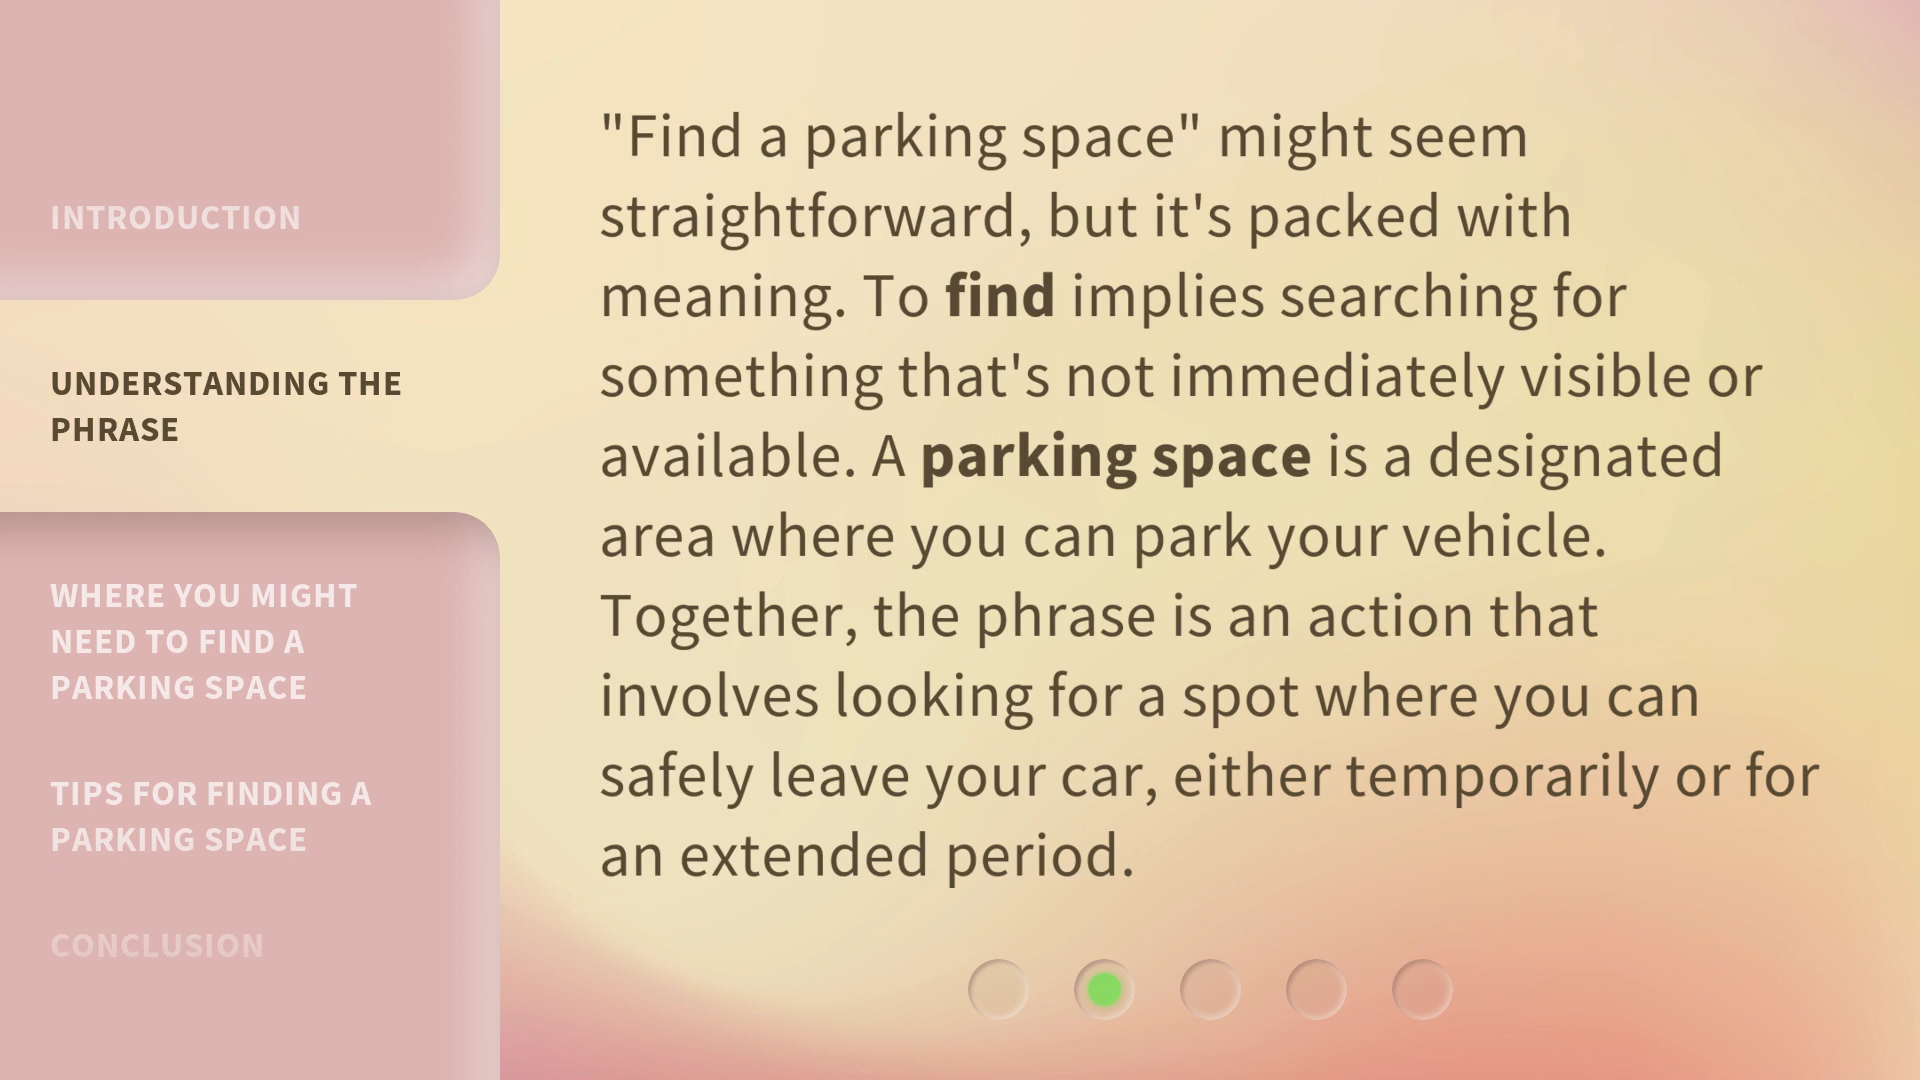 INTRODUCTION
UNDERSTANDING THE
PHRASE
WHERE YOU MIGHT
NEED TO FIND A
PARKING SPACE
TIPS FOR FINDING A
PARKING SPACE
CONCLUSION
"Find a parking space" might seem
straightforward, but it's packed with
meaning. To find implies searching for
something that's not immediately visible or
available. A parking space is a designated
area where you can park your vehicle.
Together, the phrase is an action that
involves looking for a spot where you can
safely leave your car, either temporarily or for
an extended period.